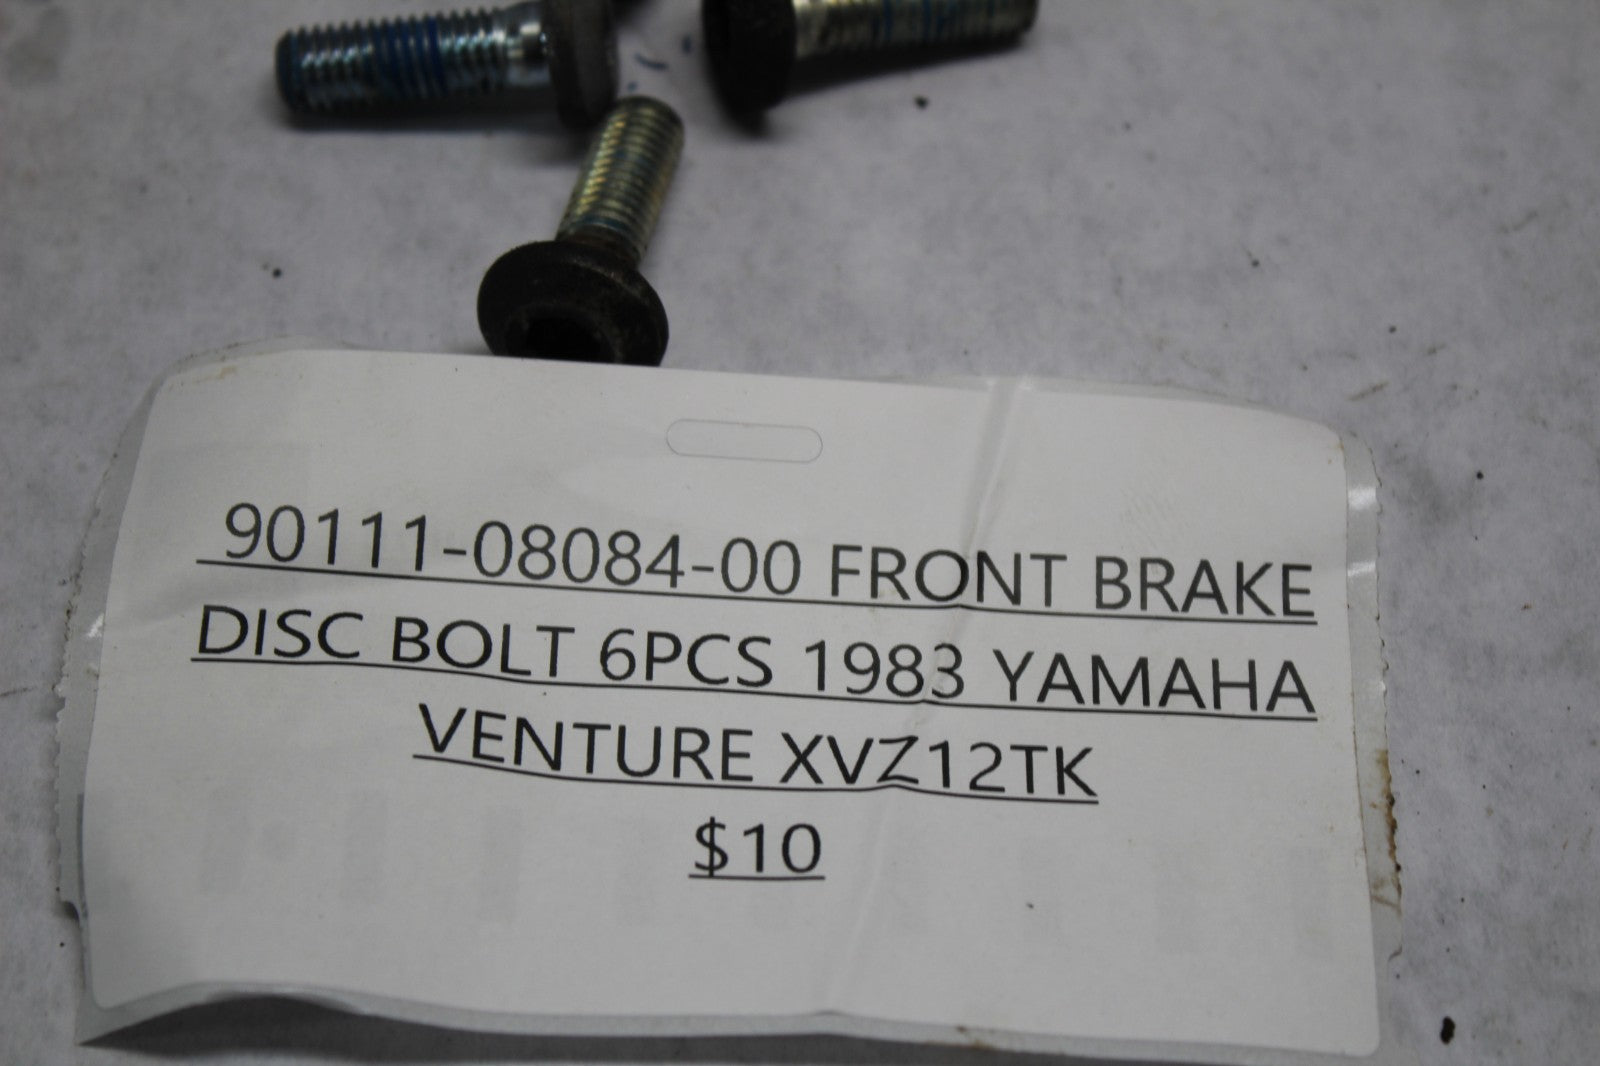 90111-08084-00 FRONT BRAKE
DISC BOLT 6PCS 1983 YAMAHA
VENTURE XVZ12TK
$10